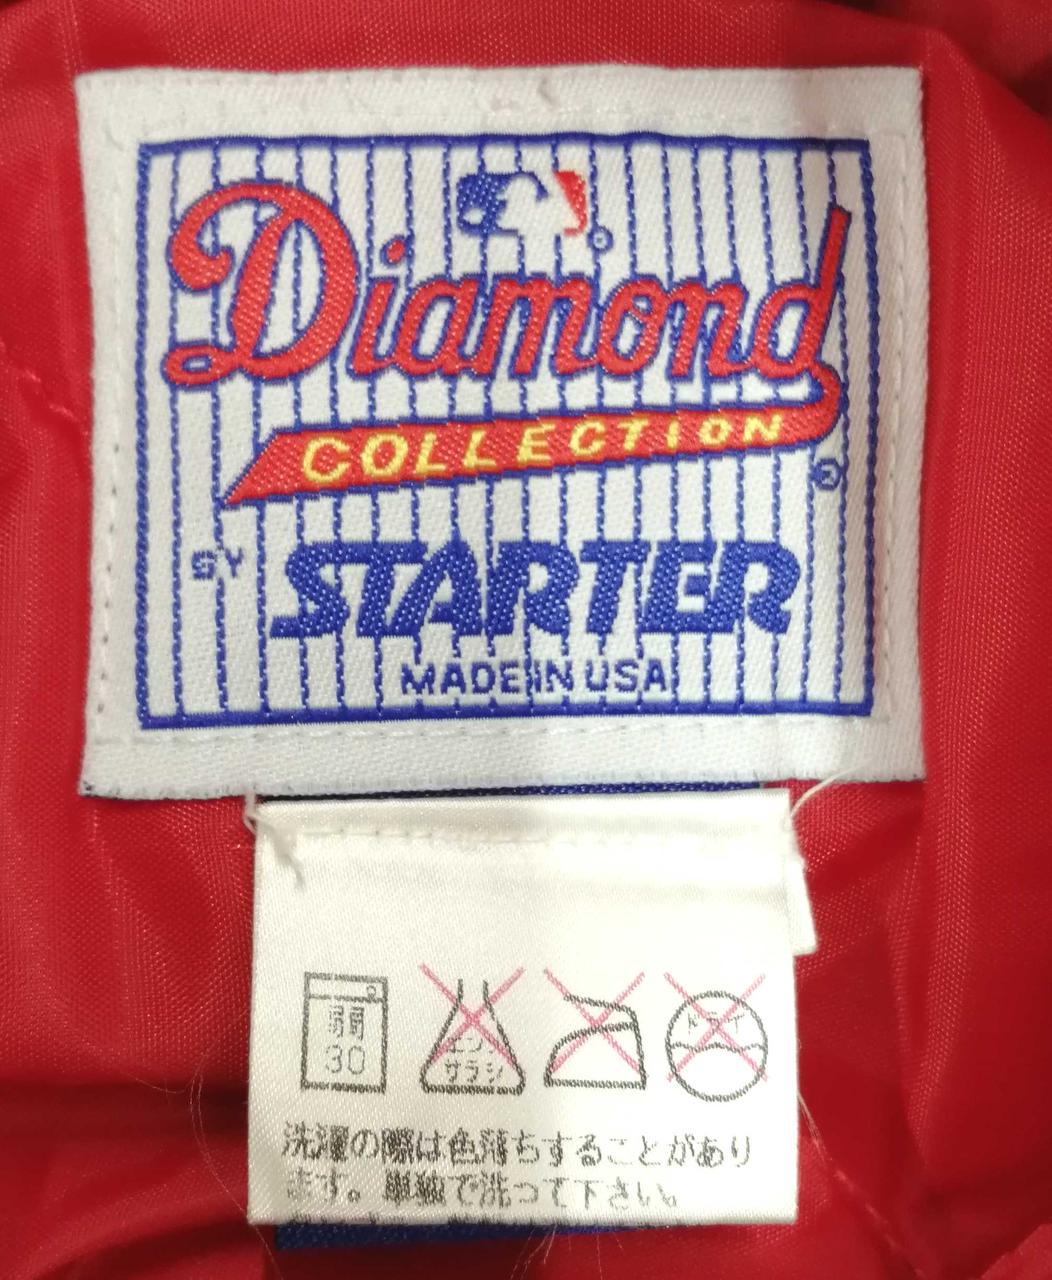 Diamond
COLLECTION
®
BY STARTER
MADE IN USA
弱
30
エンソ
サラシ
ドライ
洗濯の際は色落ちすることがあり
ます。単独で洗って下さい。